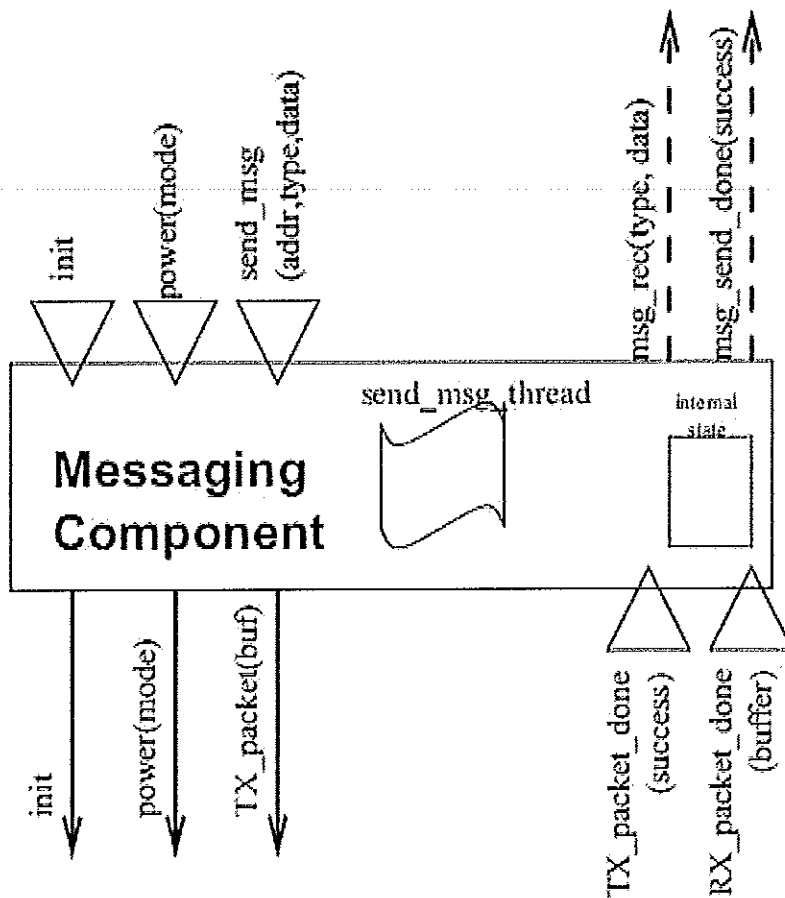 init
power(mode)
send_msg
(addr,type,data)
msg_rec(type, data)
msg_send_done(success)
send_msg_thread
internal
state
Messaging
Component
init
power(mode)
TX_packet(buf)
TX_packet_done
(success)
RX_packet_done
(buffer)